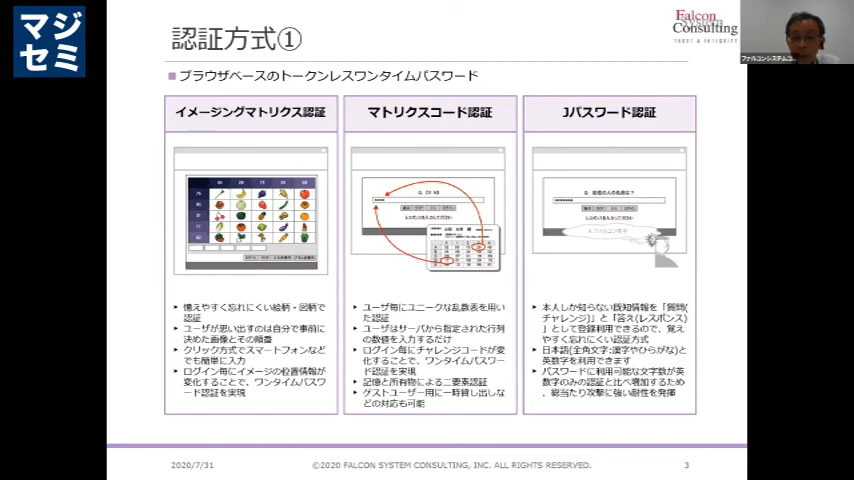 マジ
セミ
認証方式①
Falcon
System
Consulting
TRUST & INTEGRITY
ファルコンシステムコ
■ブラウザベースのトークンレスワンタイムパスワード
イメージングマトリクス認証
マトリクスコード認証
Jパスワード認証
➤ 憶えやすく忘れにくい絵柄・図柄で
認証
➤ ユーザが思い出すのは自分で事前に
決めた画像とその順番
➤ クリック方式でスマートフォンなど
でも簡単に入力
➤ ログイン毎にイメージの位置情報が
変化することで、ワンタイムパスワ
ード認証を実現
➤ ユーザ毎にユニークな乱数表を用い
た認証
➤ ユーザはサーバから指定された行列
の数値を入力するだけ
➤ ログイン毎にチャレンジコードが変
化することで、ワンタイムパスワー
ド認証を実現
➤ 記憶と所有物による二要素認証
➤ ゲストユーザー用に一時貸し出しな
どの対応も可能
➤ 本人しか知らない既知情報を「質問(
チャレンジ)」と「答え(レスポンス)
」として登録利用できるので、覚え
やすく忘れにくい認証方式
➤ 日本語(全角文字:漢字やひらがな)と
英数字を利用できます
➤ パスワードに利用可能な文字数が英
数字のみの認証と比べ増加するため
、総当たり攻撃に強い耐性を発揮
2020/7/31
©2020 FALCON SYSTEM CONSULTING, INC. ALL RIGHTS RESERVED.
3